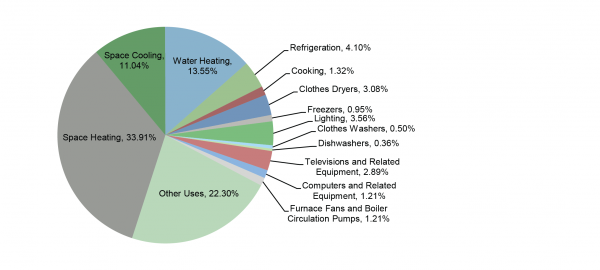 Space Cooling,
11.04%
Water Heating,
13.55%
Refrigeration, 4.10%
Cooking, 1.32%
Clothes Dryers, 3.08%
Freezers, 0.95%
Lighting, 3.56%
Clothes Washers, 0.50%
Dishwashers, 0.36%
Televisions and Related
Equipment, 2.89%
Computers and Related
Equipment, 1.21%
Furnace Fans and Boiler
Circulation Pumps, 1.21%
Other Uses, 22.30%
Space Heating, 33.91%